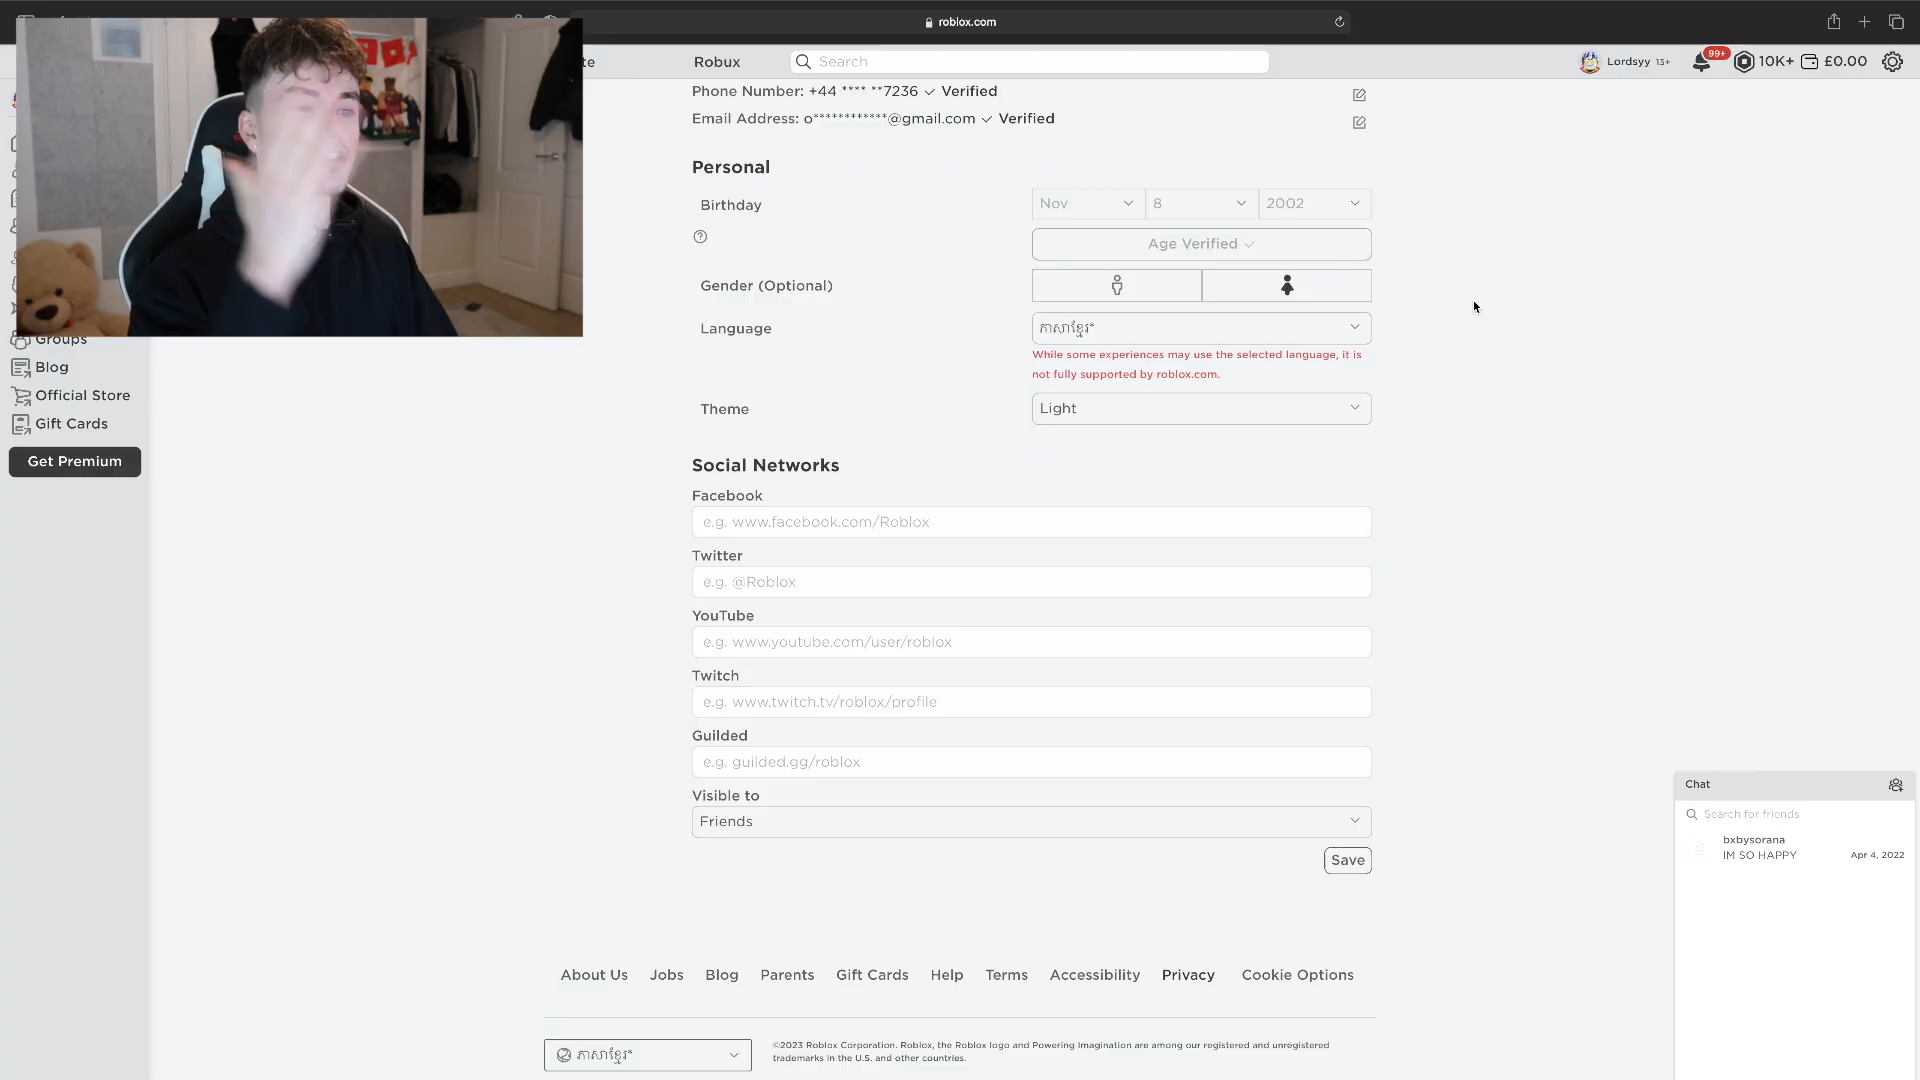 roblox.com
te
Robux
Search
Lordsyy 13+
99+
10K+
£0.00
Phone Number: +44 **** **7236 ✓ Verified
Email Address: o************@gmail.com ✓ Verified
Personal
Birthday
Nov
8
2002
Age Verified ✓
Gender (Optional)
Language
ភាសាខ្មែរ*
While some experiences may use the selected language, it is
not fully supported by roblox.com.
Theme
Light
Groups
Blog
Official Store
Gift Cards
Get Premium
Social Networks
Facebook
e.g. www.facebook.com/Roblox
Twitter
e.g. @Roblox
YouTube
e.g. www.youtube.com/user/roblox
Twitch
e.g. www.twitch.tv/roblox/profile
Guilded
e.g. guilded.gg/roblox
Visible to
Friends
Save
Chat
Search for friends
bxbysorana
IM SO HAPPY
Apr 4, 2022
About Us
Jobs
Blog
Parents
Gift Cards
Help
Terms
Accessibility
Privacy
Cookie Options
ភាសាខ្មែរ*
©2023 Roblox Corporation. Roblox, the Roblox logo and Powering Imagination are among our registered and unregistered
trademarks in the U.S. and other countries.